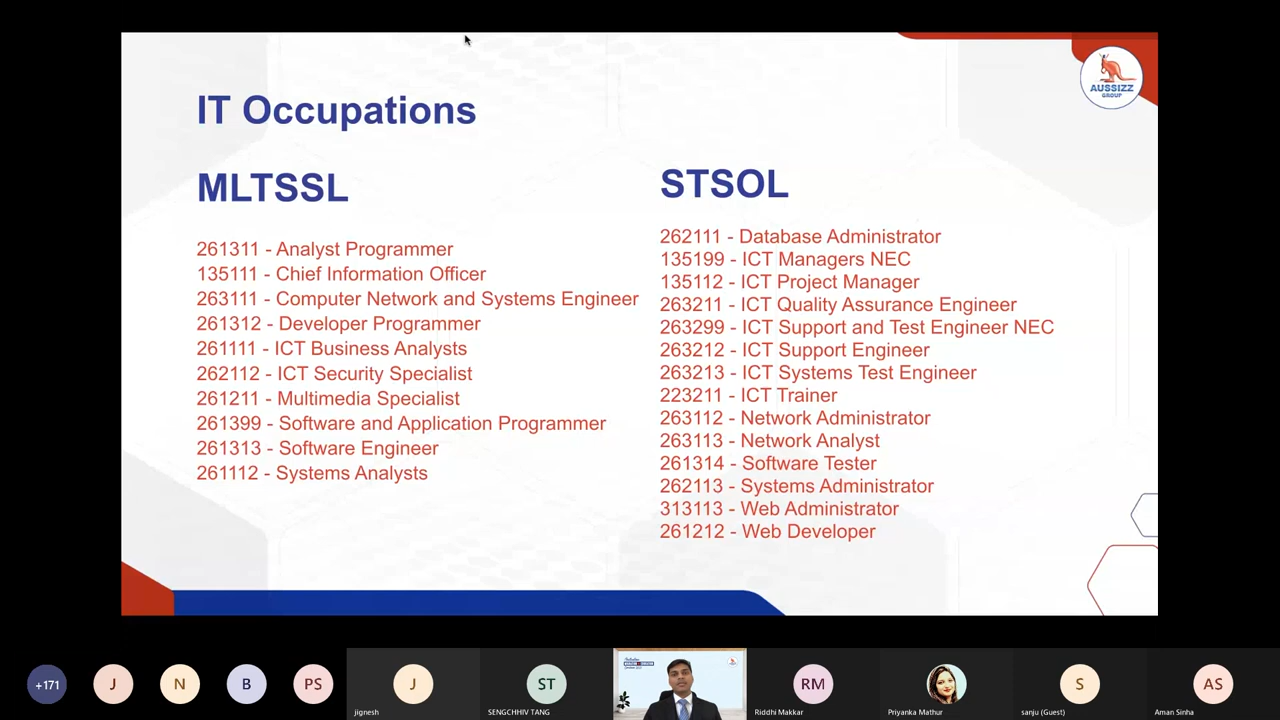 AUSSIZZ
GROUP
IT Occupations
MLTSSL
261311 - Analyst Programmer
135111 - Chief Information Officer
263111 - Computer Network and Systems Engineer
261312 - Developer Programmer
261111 - ICT Business Analysts
262112 - ICT Security Specialist
261211 - Multimedia Specialist
261399 - Software and Application Programmer
261313 - Software Engineer
261112 - Systems Analysts
STSOL
262111 - Database Administrator
135199 - ICT Managers NEC
135112 - ICT Project Manager
263211 - ICT Quality Assurance Engineer
263299 - ICT Support and Test Engineer NEC
263212 - ICT Support Engineer
263213 - ICT Systems Test Engineer
223211 - ICT Trainer
263112 - Network Administrator
263113 - Network Analyst
261314 - Software Tester
262113 - Systems Administrator
313113 - Web Administrator
261212 - Web Developer
+171
J
N
B
PS
J
jignesh
ST
SENGCHHIV TANG
RM
Riddhi Makkar
Priyanka Mathur
S
sanju (Guest)
AS
Aman Sinha